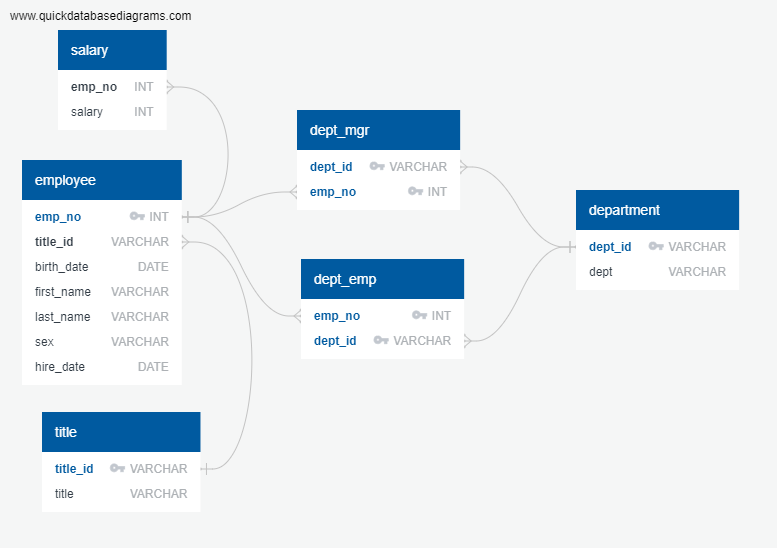 www.quickdatabasediagrams.com
salary
emp_no INT
salary INT
employee
emp_no INT
title_id VARCHAR
birth_date DATE
first_name VARCHAR
last_name VARCHAR
sex VARCHAR
hire_date DATE
title
title_id VARCHAR
title VARCHAR
dept_mgr
dept_id VARCHAR
emp_no INT
dept_emp
emp_no INT
dept_id VARCHAR
department
dept_id VARCHAR
dept VARCHAR